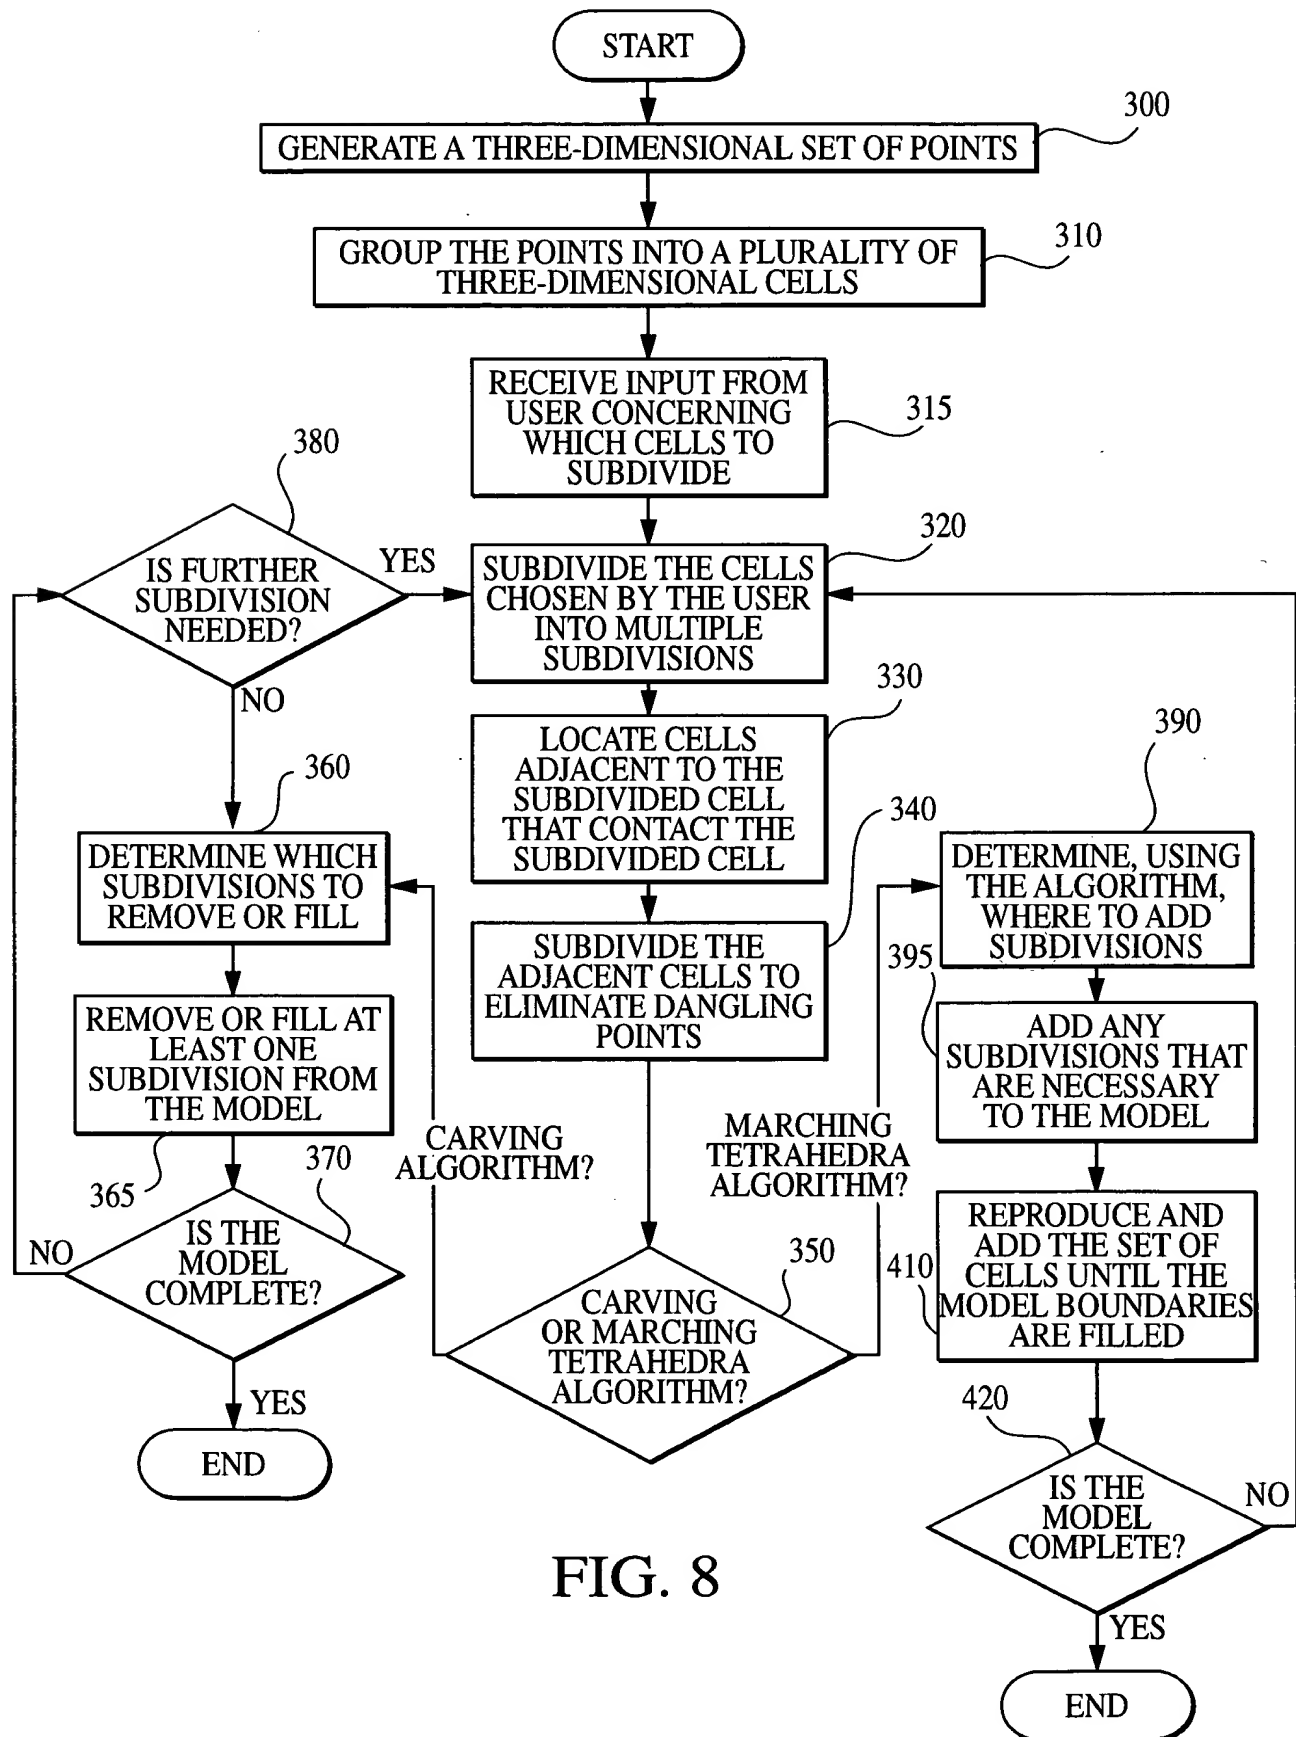 START
300
GENERATE A THREE-DIMENSIONAL SET OF POINTS
310
GROUP THE POINTS INTO A PLURALITY OF
THREE-DIMENSIONAL CELLS
RECEIVE INPUT FROM
USER CONCERNING
WHICH CELLS TO
SUBDIVIDE
315
380
IS FURTHER
SUBDIVISION
NEEDED?
YES
NO
320
SUBDIVIDE THE CELLS
CHOSEN BY THE USER
INTO MULTIPLE
SUBDIVISIONS
330
LOCATE CELLS
ADJACENT TO THE
SUBDIVIDED CELL
THAT CONTACT THE
SUBDIVIDED CELL
340
SUBDIVIDE THE
ADJACENT CELLS TO
ELIMINATE DANGLING
POINTS
360
DETERMINE WHICH
SUBDIVISIONS TO
REMOVE OR FILL
REMOVE OR FILL AT
LEAST ONE
SUBDIVISION FROM
THE MODEL
365
370
IS THE
MODEL
COMPLETE?
NO
YES
END
CARVING
ALGORITHM?
MARCHING
TETRAHEDRA
ALGORITHM?
350
CARVING
OR MARCHING
TETRAHEDRA
ALGORITHM?
390
DETERMINE, USING
THE ALGORITHM,
WHERE TO ADD
SUBDIVISIONS
395
ADD ANY
SUBDIVISIONS THAT
ARE NECESSARY
TO THE MODEL
410
REPRODUCE AND
ADD THE SET OF
CELLS UNTIL THE
MODEL BOUNDARIES
ARE FILLED
420
IS THE
MODEL
COMPLETE?
NO
YES
END
FIG. 8